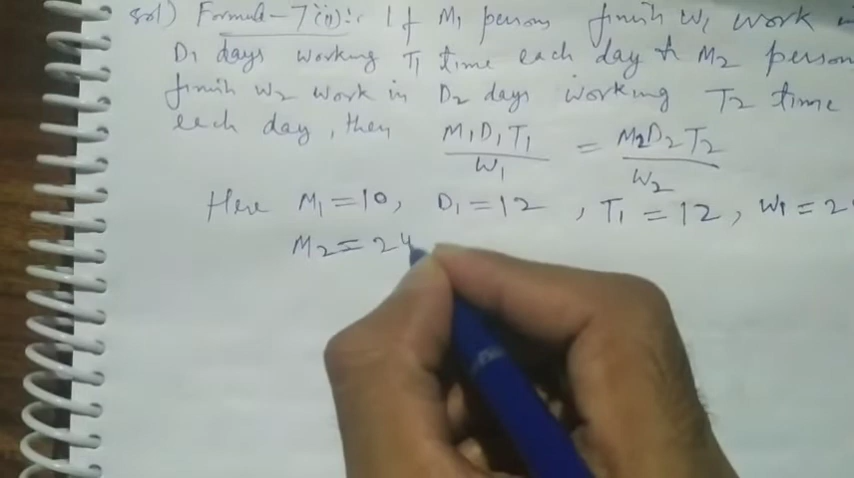 sol) Formula-7(ii):. If M1 persons finish W1 work
D1 days working T1 time each day & M2 person
finish W2 work in D2 days working T2 time
each day, then M1D1T1/W1 = M2D2T2/W2
Here M1=10, D1=12, T1=12, W1=2
M2=24